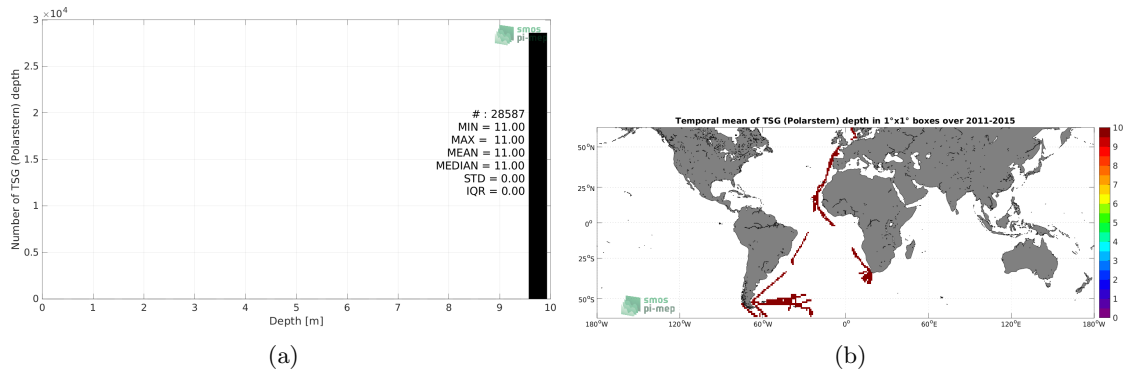 3 ×10⁴
2.5
2
1.5
1
0.5
0
Number of TSG (Polarstern) depth
smos
pi-mep
# : 28587
MIN = 11.00
MAX = 11.00
MEAN = 11.00
MEDIAN = 11.00
STD = 0.00
IQR = 0.00
0 1 2 3 4 5 6 7 8 9 10
Depth [m]
(a)
Temporal mean of TSG (Polarstern) depth in 1°x1° boxes over 2011-2015
50°N
25°N
0°
25°S
50°S
smos
pi-mep
180°W 120°W 60°W 0°E 60°E 120°E 180°E
10
9
8
7
6
5
4
3
2
1
0
(b)